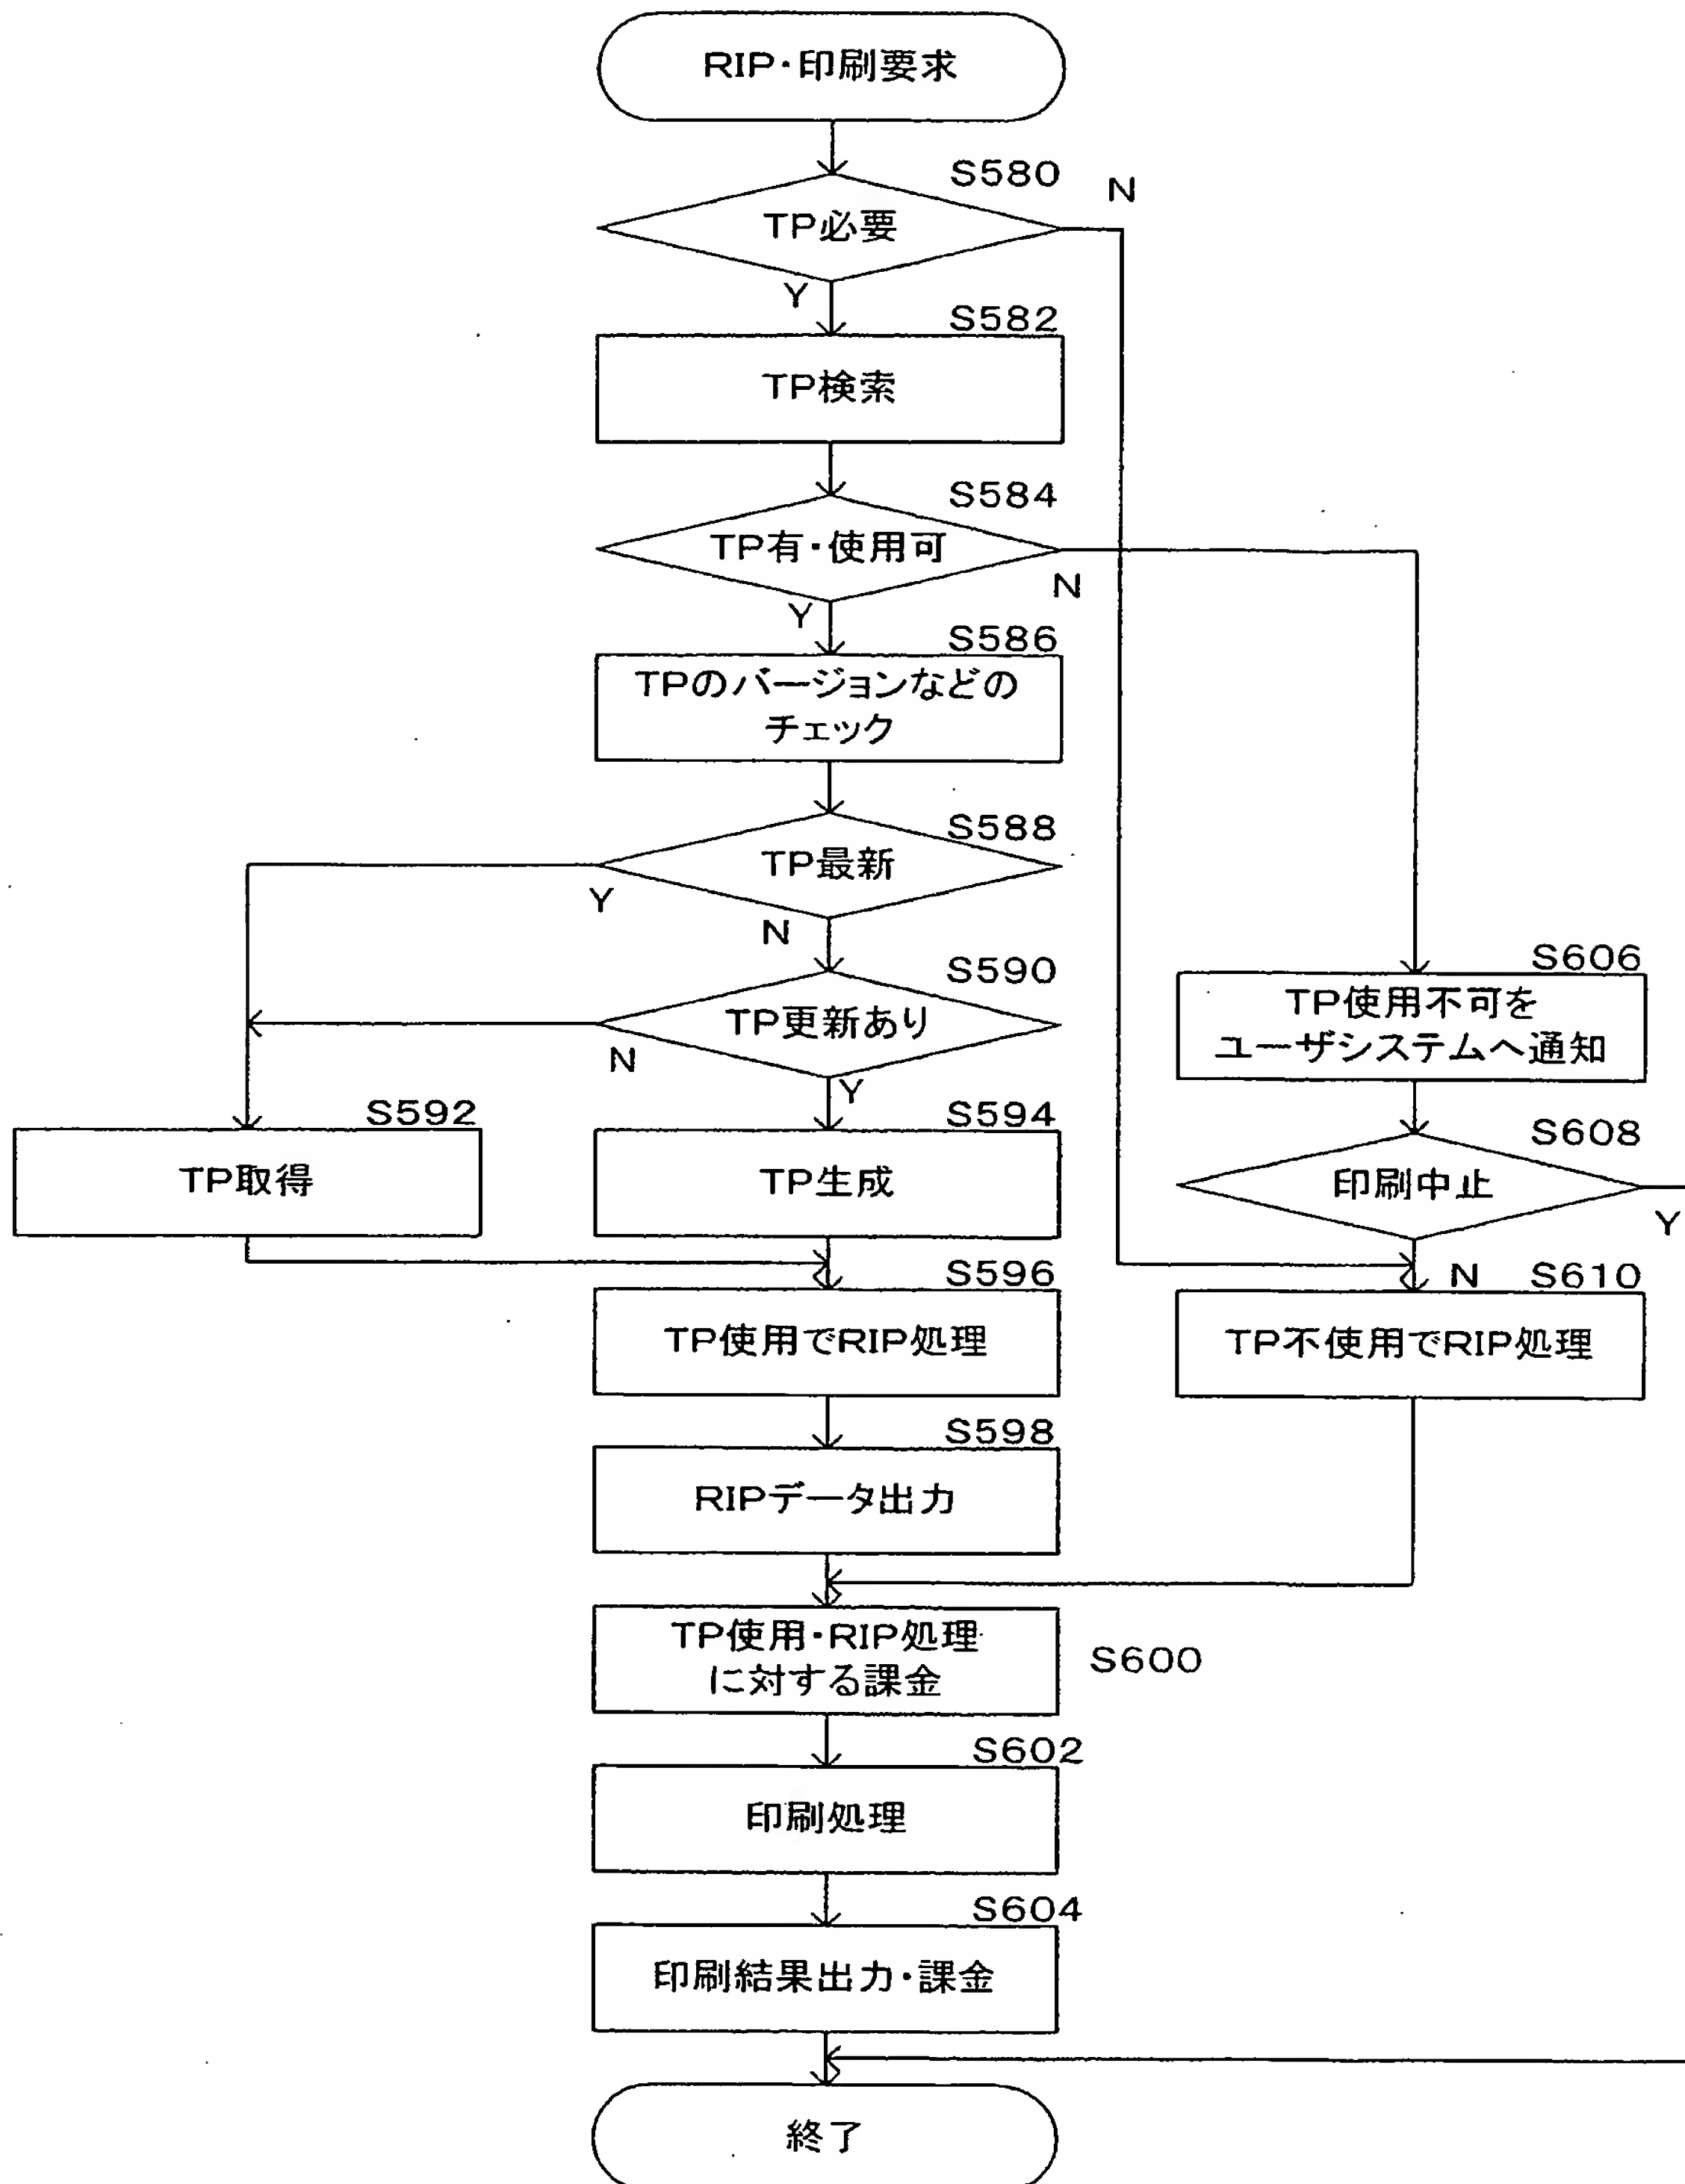 RIP・印刷要求
S580
N
TP必要
Y
S582
TP検索
S584
TP有・使用可
N
Y
S586
TPのバージョンなどの
チェック
S588
TP最新
Y
N
S590
TP更新あり
N
Y
S606
TP使用不可を
ユーザシステムへ通知
S592
TP取得
S594
TP生成
S608
印刷中止
Y
N
S596
TP使用でRIP処理
S610
TP不使用でRIP処理
S598
RIPデータ出力
TP使用・RIP処理
に対する課金
S600
S602
印刷処理
S604
印刷結果出力・課金
終了